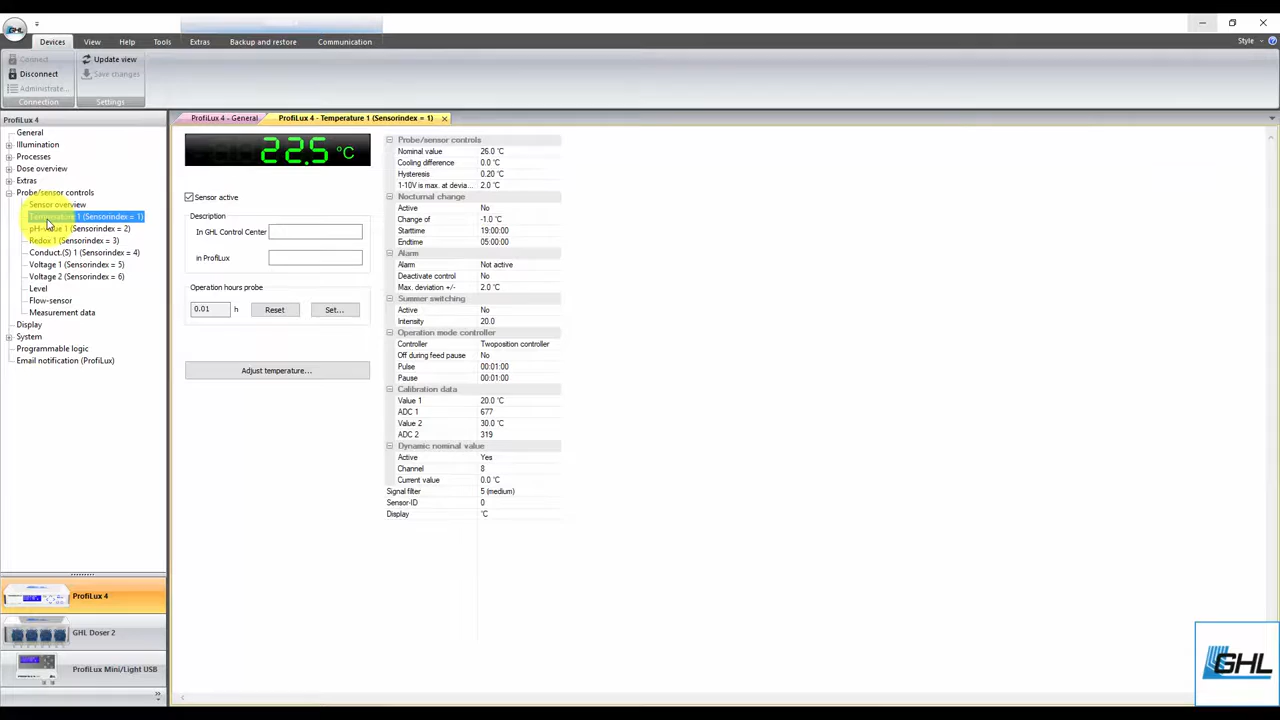 GHL
Devices View Help Tools Extras Backup and restore Communication Style
Connect
Disconnect
Administrate...
Connection
Update view
Save changes
Settings
ProfiLux 4
General
Illumination
Processes
Dose overview
Extras
Probe/sensor controls
Sensor overview
Temperature 1 (Sensorindex = 1)
pH-value 1 (Sensorindex = 2)
Redox 1 (Sensorindex = 3)
Conduct.(S) 1 (Sensorindex = 4)
Voltage 1 (Sensorindex = 5)
Voltage 2 (Sensorindex = 6)
Level
Flow-sensor
Measurement data
Display
System
Programmable logic
Email notification (ProfiLux)
ProfiLux 4
GHL Doser 2
ProfiLux Mini/Light USB
ProfiLux 4 - General ProfiLux 4 - Temperature 1 (Sensorindex = 1)
22.5 °C
Sensor active
Description
In GHL Control Center
in ProfiLux
Operation hours probe
0.01 h Reset Set...
Adjust temperature...
Probe/sensor controls
Nominal value 26.0 °C
Cooling difference 0.0 °C
Hysteresis 0.20 °C
1-10V is max. at devia... 2.0 °C
Nocturnal change
Active No
Change of -1.0 °C
Starttime 19:00:00
Endtime 05:00:00
Alarm
Alarm Not active
Deactivate control No
Max. deviation +/- 2.0 °C
Summer switching
Active No
Intensity 20.0
Operation mode controller
Controller Twoposition controller
Off during feed pause No
Pulse 00:01:00
Pause 00:01:00
Calibration data
Value 1 20.0 °C
ADC 1 677
Value 2 30.0 °C
ADC 2 319
Dynamic nominal value
Active Yes
Channel 8
Current value 0.0 °C
Signal filter 5 (medium)
Sensor-ID 0
Display °C
GHL